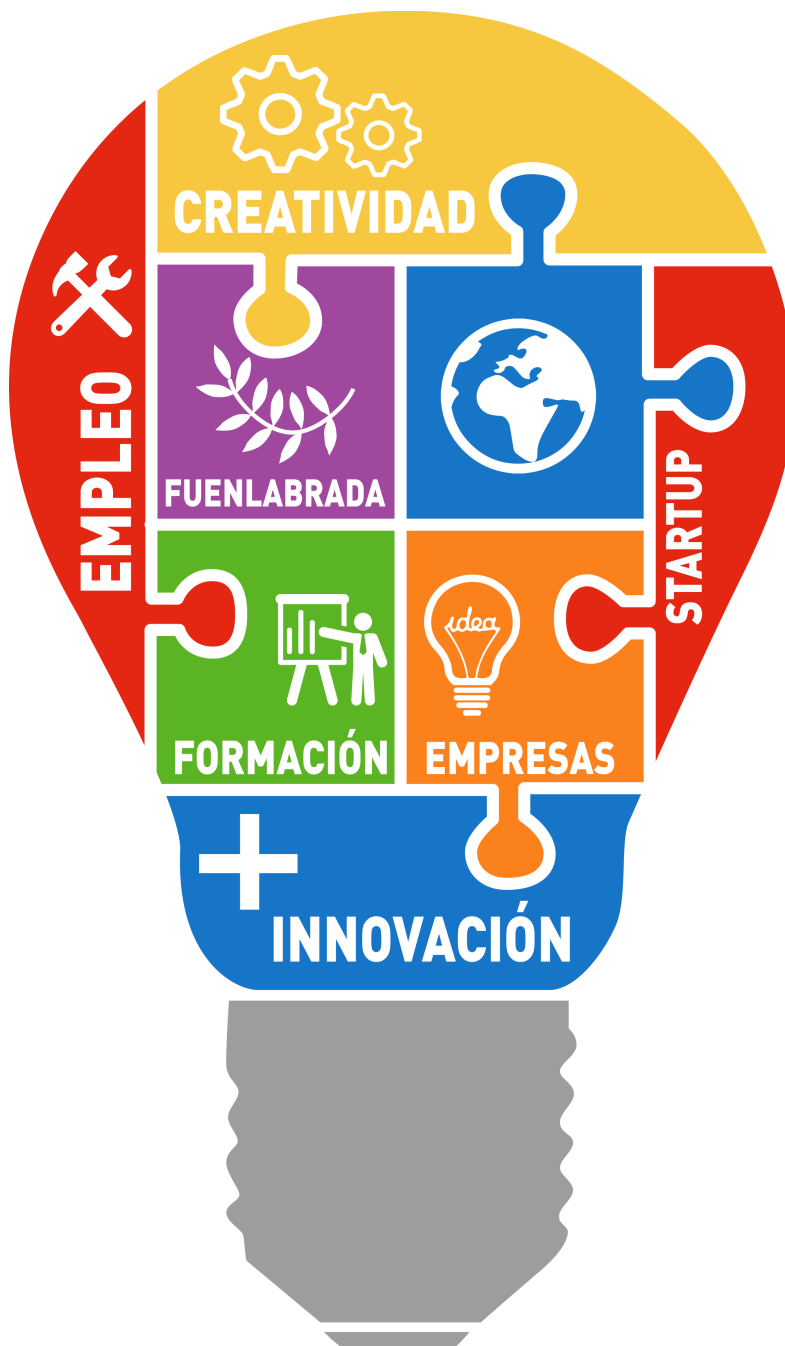 CREATIVIDAD
EMPLEO
FUENLABRADA
STARTUP
FORMACIÓN
idea
EMPRESAS
+
INNOVACIÓN